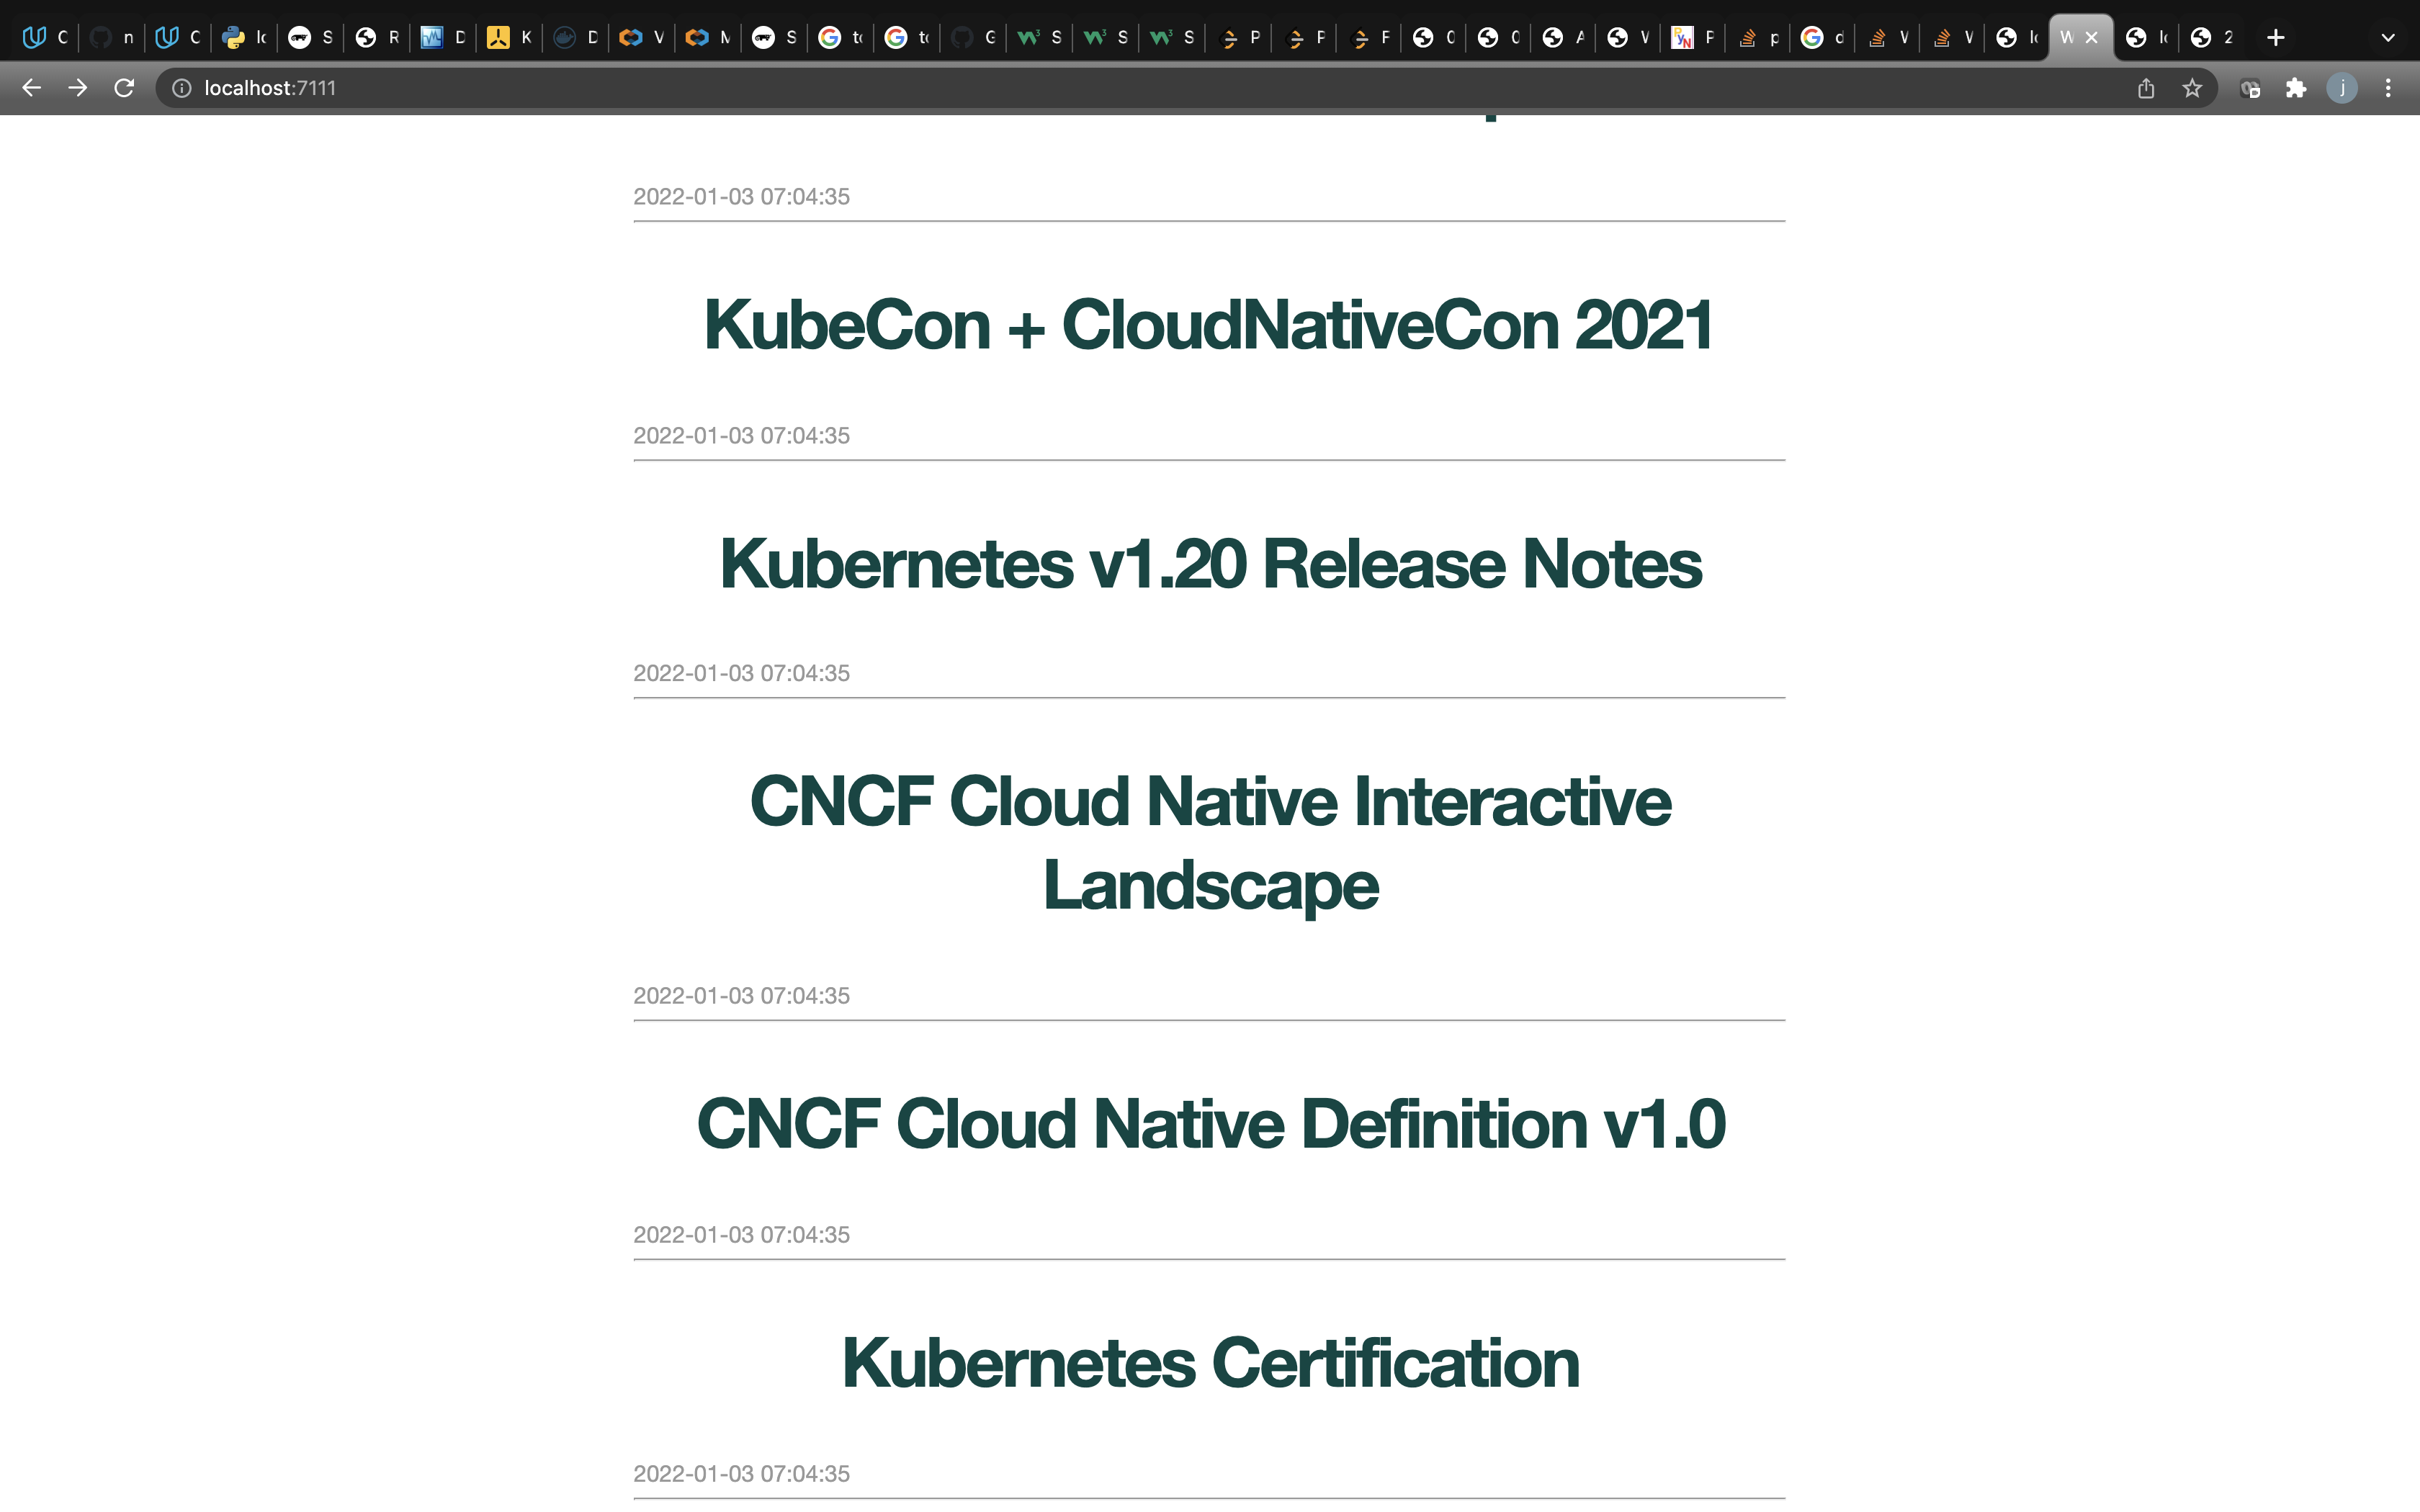 C
n
C
Ic
S
R
D
K
D
V
M
S
G
S
S
S
P
P
F
A
P
p
d
W
2
localhost:7111
j
2022-01-03 07:04:35
KubeCon + CloudNativeCon 2021
2022-01-03 07:04:35
Kubernetes v1.20 Release Notes
2022-01-03 07:04:35
CNCF Cloud Native Interactive
Landscape
2022-01-03 07:04:35
CNCF Cloud Native Definition v1.0
2022-01-03 07:04:35
Kubernetes Certification
2022-01-03 07:04:35